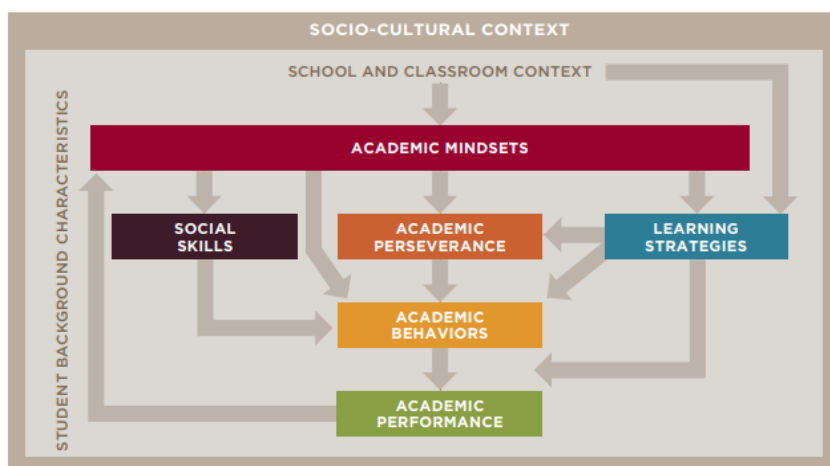 SOCIO-CULTURAL CONTEXT
SCHOOL AND CLASSROOM CONTEXT
STUDENT BACKGROUND CHARACTERISTICS
ACADEMIC MINDSETS
SOCIAL
SKILLS
ACADEMIC
PERSEVERANCE
LEARNING
STRATEGIES
ACADEMIC
BEHAVIORS
ACADEMIC
PERFORMANCE